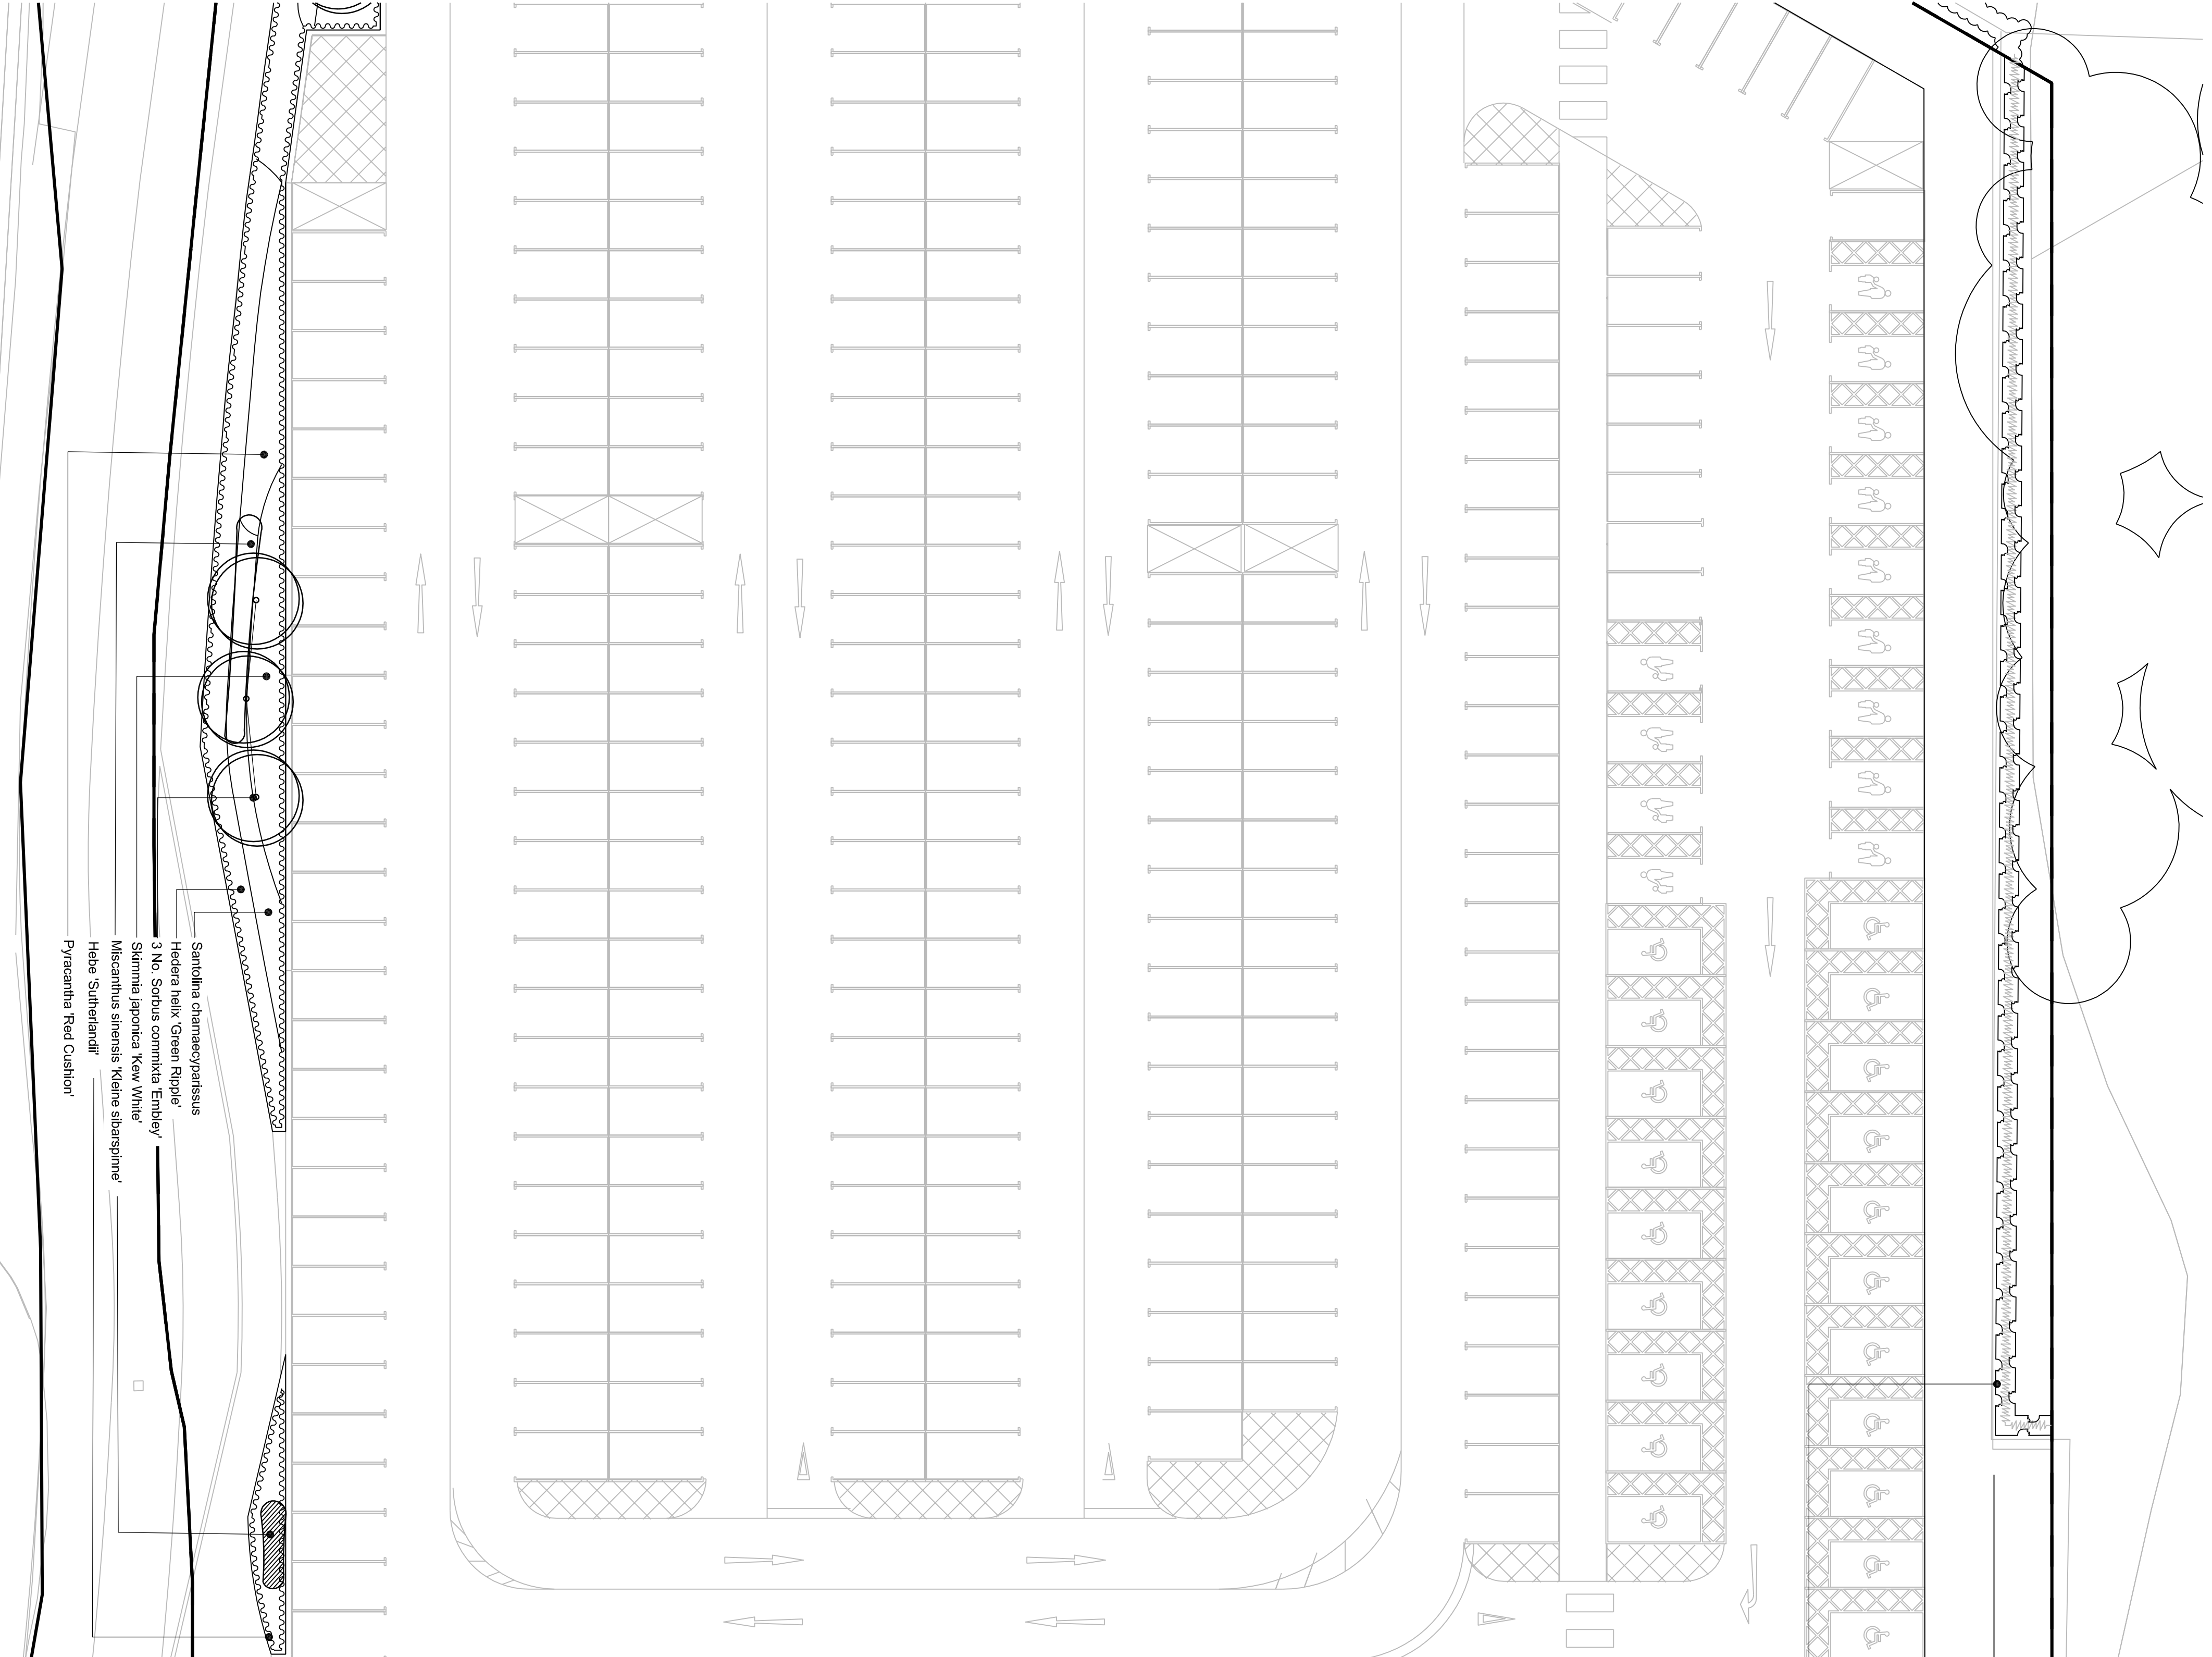 Santolina chamaecyparissus
Hedera helix 'Green Ripple'
3 No. Sorbus commixta 'Embley'
Skimmia japonica 'Kew White'
Miscanthus sinensis 'Kleine sibarspinne'
Hebe 'Sutherlandii'
Pyracantha 'Red Cushion'